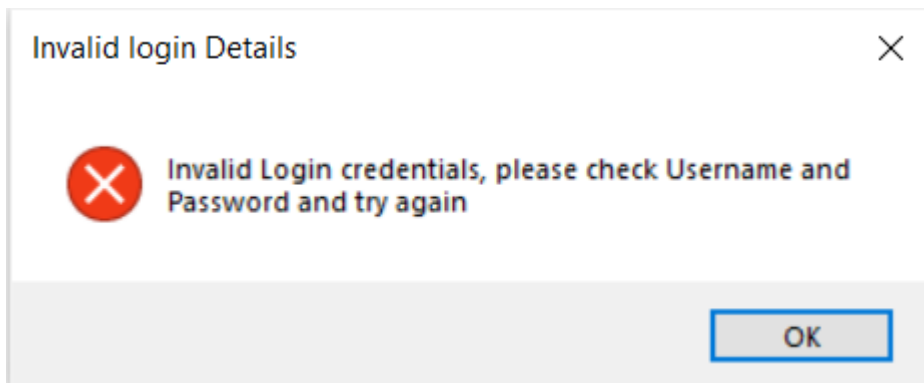 Invalid login Details
Invalid Login credentials, please check Username and
Password and try again
OK